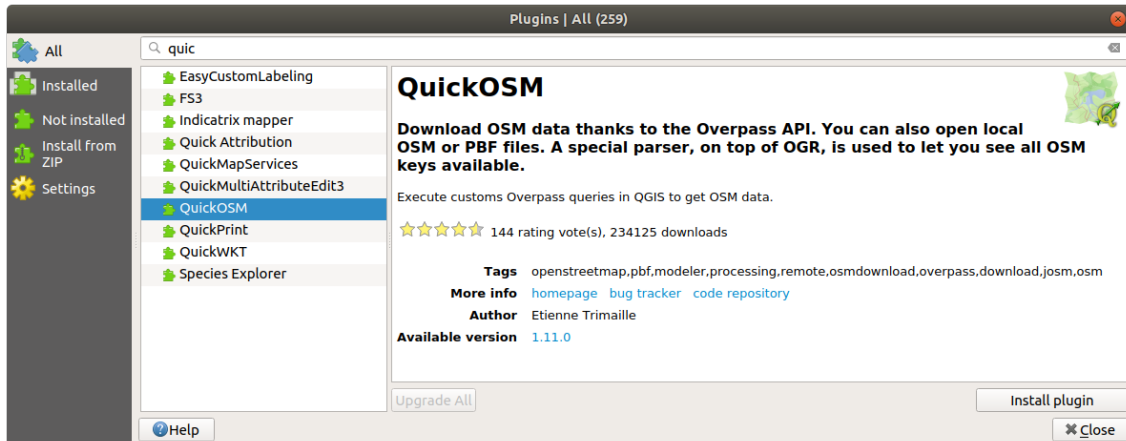 Plugins | All (259)
All
Installed
Not installed
Install from
ZIP
Settings
quic
EasyCustomLabeling
FS3
Indicatrix mapper
Quick Attribution
QuickMapServices
QuickMultiAttributeEdit3
QuickOSM
QuickPrint
QuickWKT
Species Explorer
QuickOSM
Download OSM data thanks to the Overpass API. You can also open local
OSM or PBF files. A special parser, on top of OGR, is used to let you see all OSM
keys available.
Execute customs Overpass queries in QGIS to get OSM data.
144 rating vote(s), 234125 downloads
Tags openstreetmap,pbf,modeler,processing,remote,osmdownload,overpass,download,josm,osm
More info homepage bug tracker code repository
Author Etienne Trimaille
Available version 1.11.0
Upgrade All
Install plugin
Help
Close